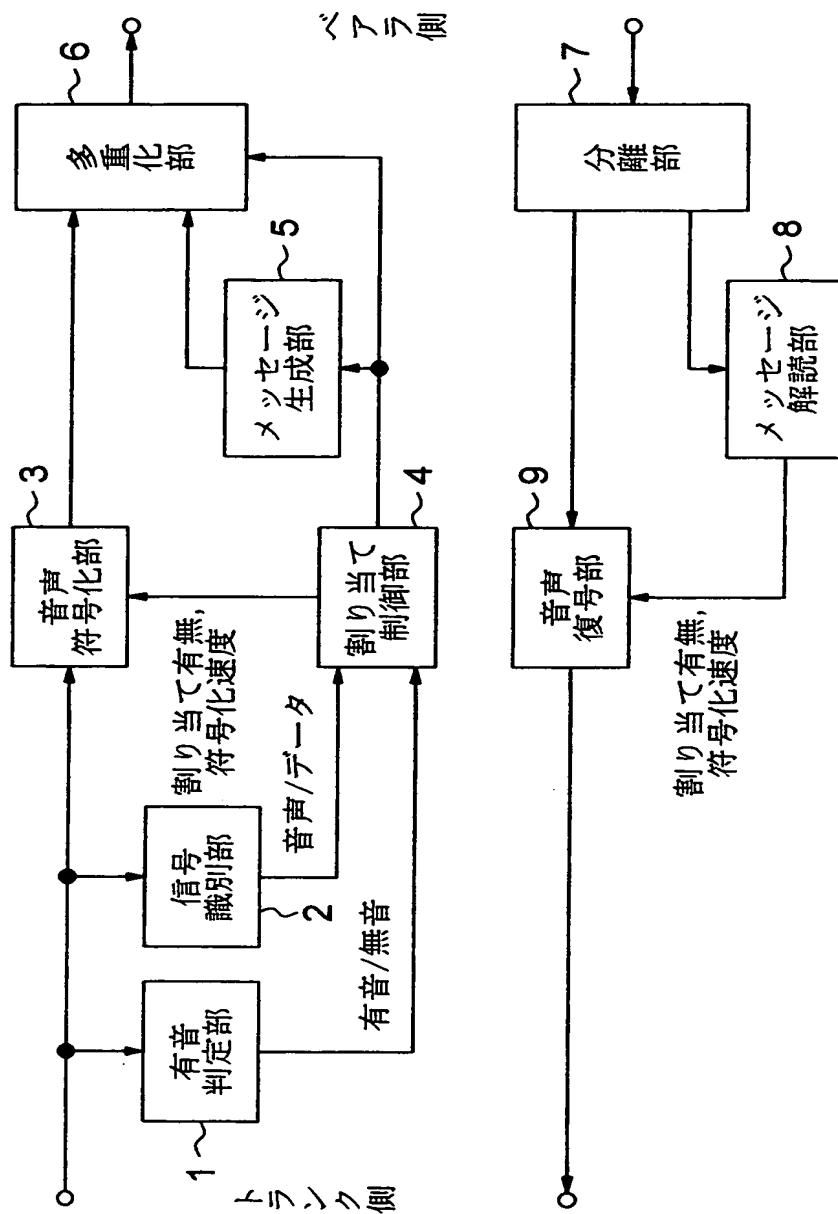 トランク側
1
有音
判定部
2
信号
識別部
有音/無音
音声/データ
割り当て有無,
符号化速度
3
音声
符号化部
4
割り当て
制御部
5
メッセージ
生成部
6
多重化部
ベアラ側
7
分離部
8
メッセージ
解読部
9
音声
復号部
割り当て有無,
符号化速度